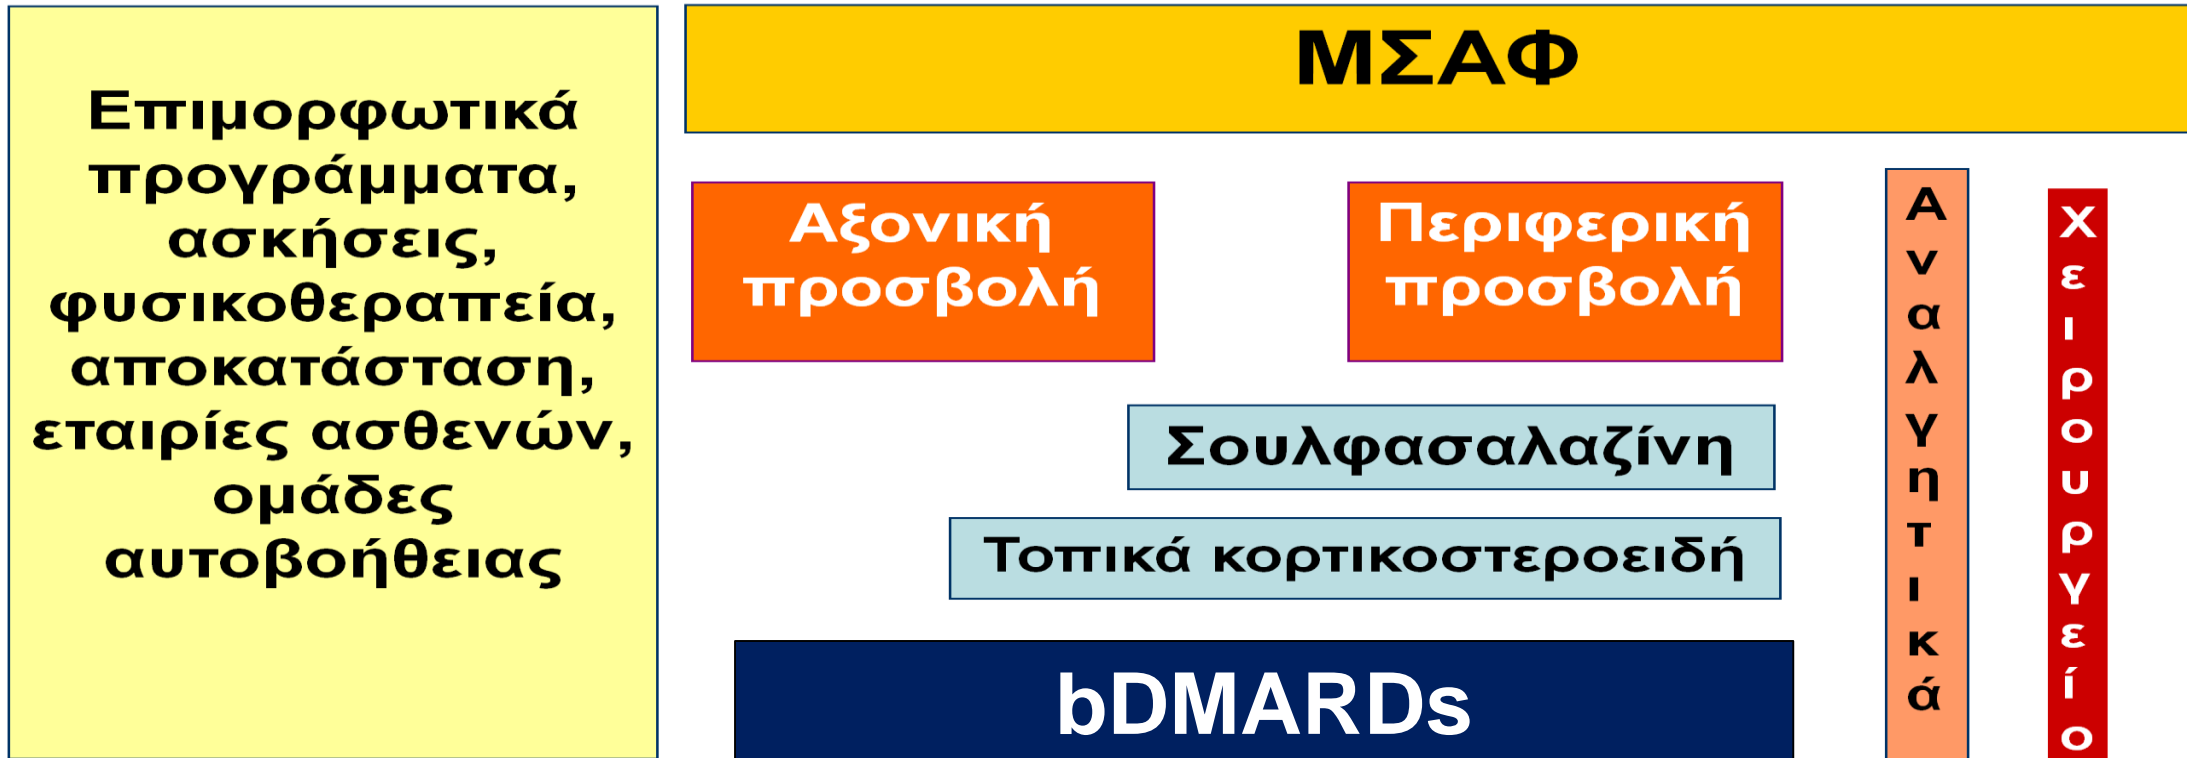 Επιμορφωτικά
προγράμματα,
ασκήσεις,
φυσικοθεραπεία,
αποκατάσταση,
εταιρίες ασθενών,
ομάδες
αυτοβοήθειας
ΜΣΑΦ
Αξονική
προσβολή
Περιφερική
προσβολή
Σουλφασαλαζίνη
Τοπικά κορτικοστεροειδή
bDMARDs
Αναλγητικά
Χειρουργείο